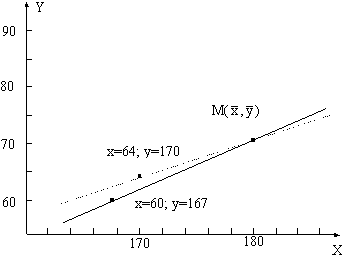 Y
90
80
M(x̅, y̅)
70
x=64; y=170
60
x=60; y=167
170
180
X